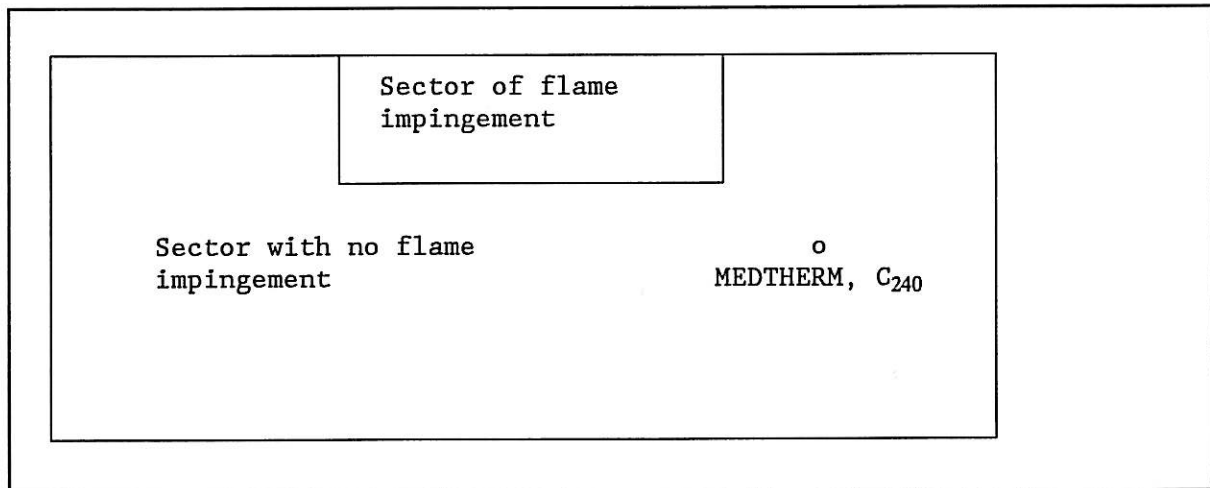 Sector of flame
impingement
Sector with no flame
impingement
o
MEDTHERM, C₂₄₀